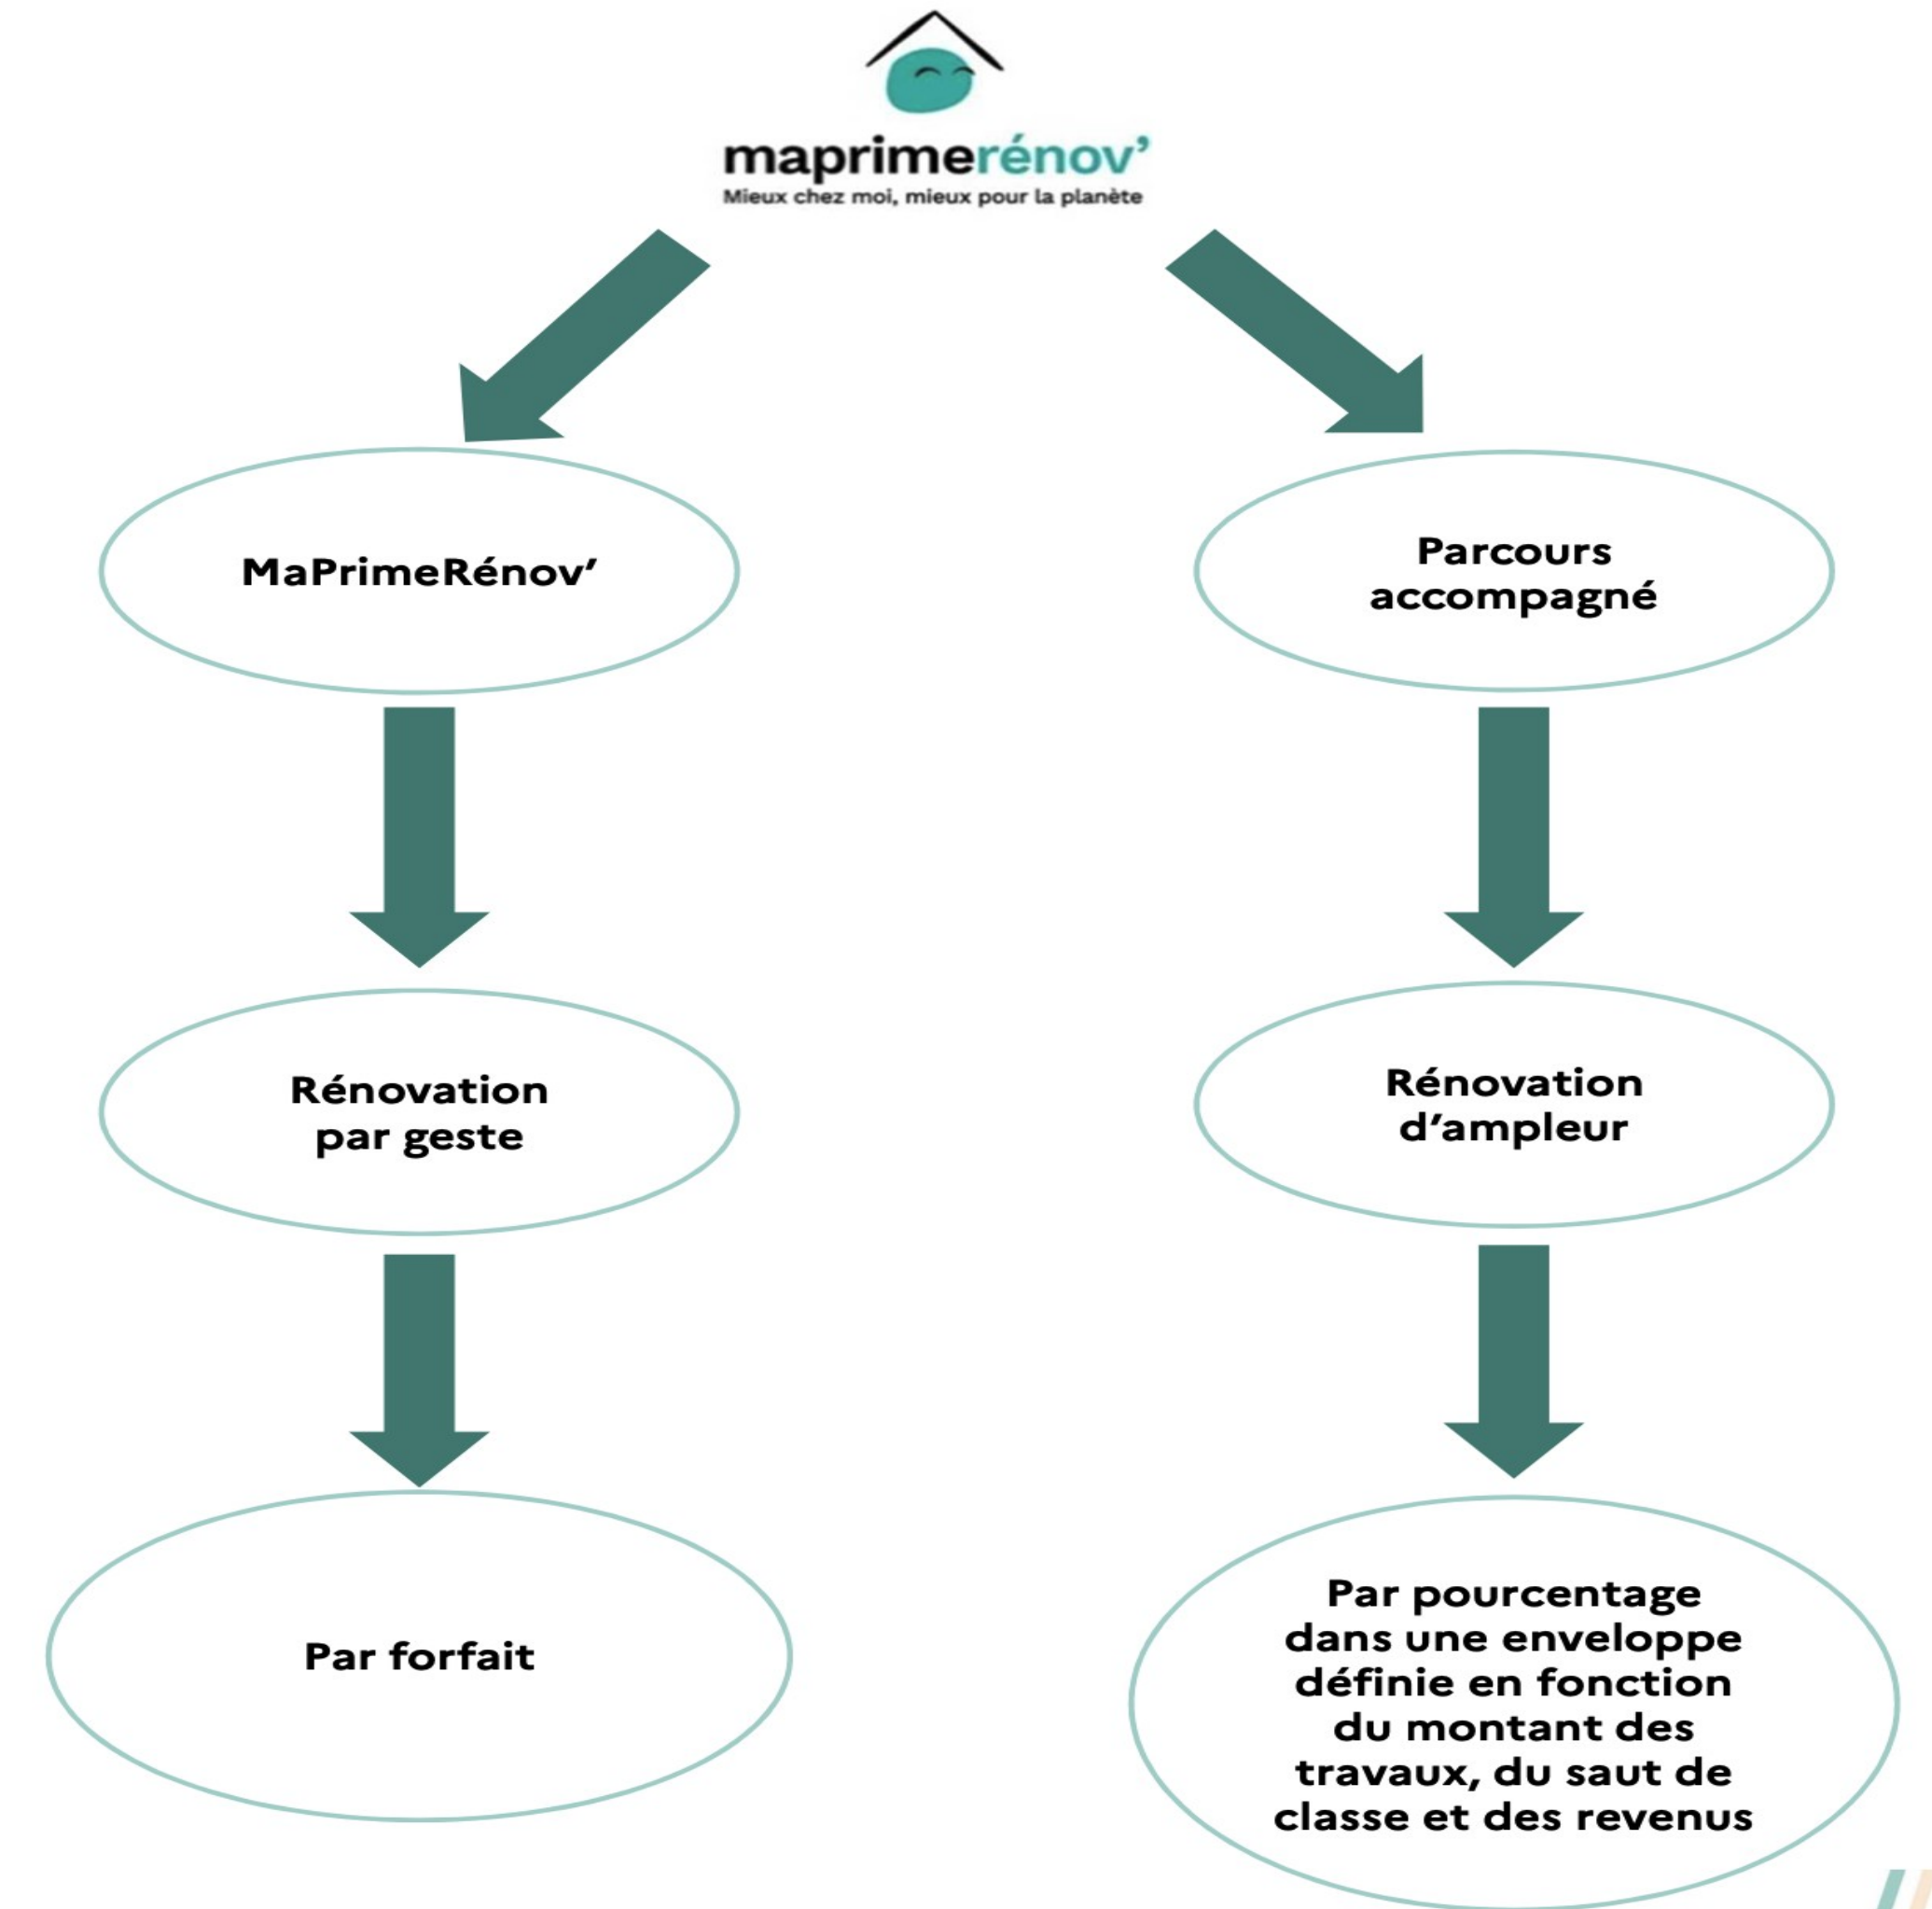 maprimerénov’
Mieux chez moi, mieux pour la planète
MaPrimeRénov’
Parcours
accompagné
Rénovation
par geste
Rénovation
d’ampleur
Par forfait
Par pourcentage
dans une enveloppe
définie en fonction
du montant des
travaux, du saut de
classe et des revenus